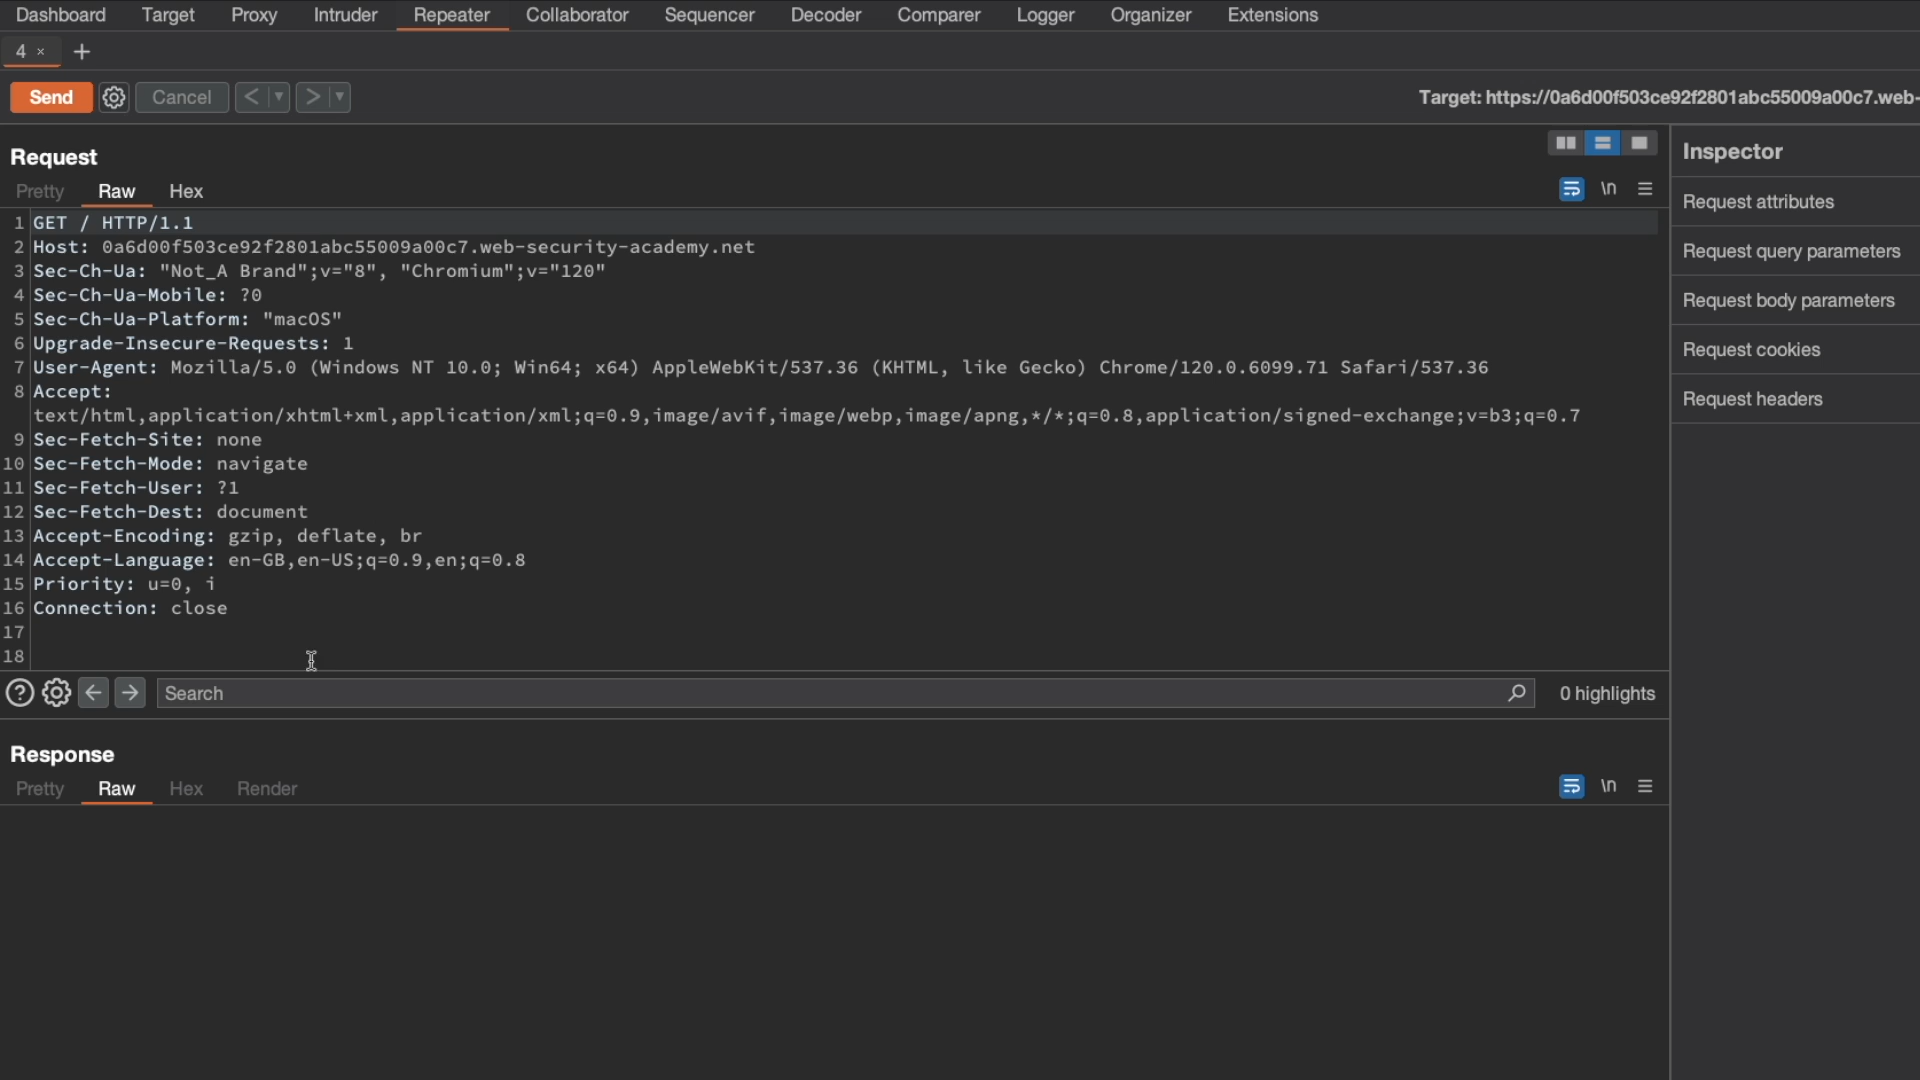 Dashboard Target Proxy Intruder Repeater Collaborator Sequencer Decoder Comparer Logger Organizer Extensions
4 × +
Send Cancel < >
Target: https://0a6d00f503ce92f2801abc55009a00c7.web-
Request
Pretty Raw Hex
\n
1 GET / HTTP/1.1
2 Host: 0a6d00f503ce92f2801abc55009a00c7.web-security-academy.net
3 Sec-Ch-Ua: "Not_A Brand";v="8", "Chromium";v="120"
4 Sec-Ch-Ua-Mobile: ?0
5 Sec-Ch-Ua-Platform: "macOS"
6 Upgrade-Insecure-Requests: 1
7 User-Agent: Mozilla/5.0 (Windows NT 10.0; Win64; x64) AppleWebKit/537.36 (KHTML, like Gecko) Chrome/120.0.6099.71 Safari/537.36
8 Accept:
text/html,application/xhtml+xml,application/xml;q=0.9,image/avif,image/webp,image/apng,*/*;q=0.8,application/signed-exchange;v=b3;q=0.7
9 Sec-Fetch-Site: none
10 Sec-Fetch-Mode: navigate
11 Sec-Fetch-User: ?1
12 Sec-Fetch-Dest: document
13 Accept-Encoding: gzip, deflate, br
14 Accept-Language: en-GB,en-US;q=0.9,en;q=0.8
15 Priority: u=0, i
16 Connection: close
17
18
? Search 0 highlights
Response
Pretty Raw Hex Render
\n
Inspector
Request attributes
Request query parameters
Request body parameters
Request cookies
Request headers